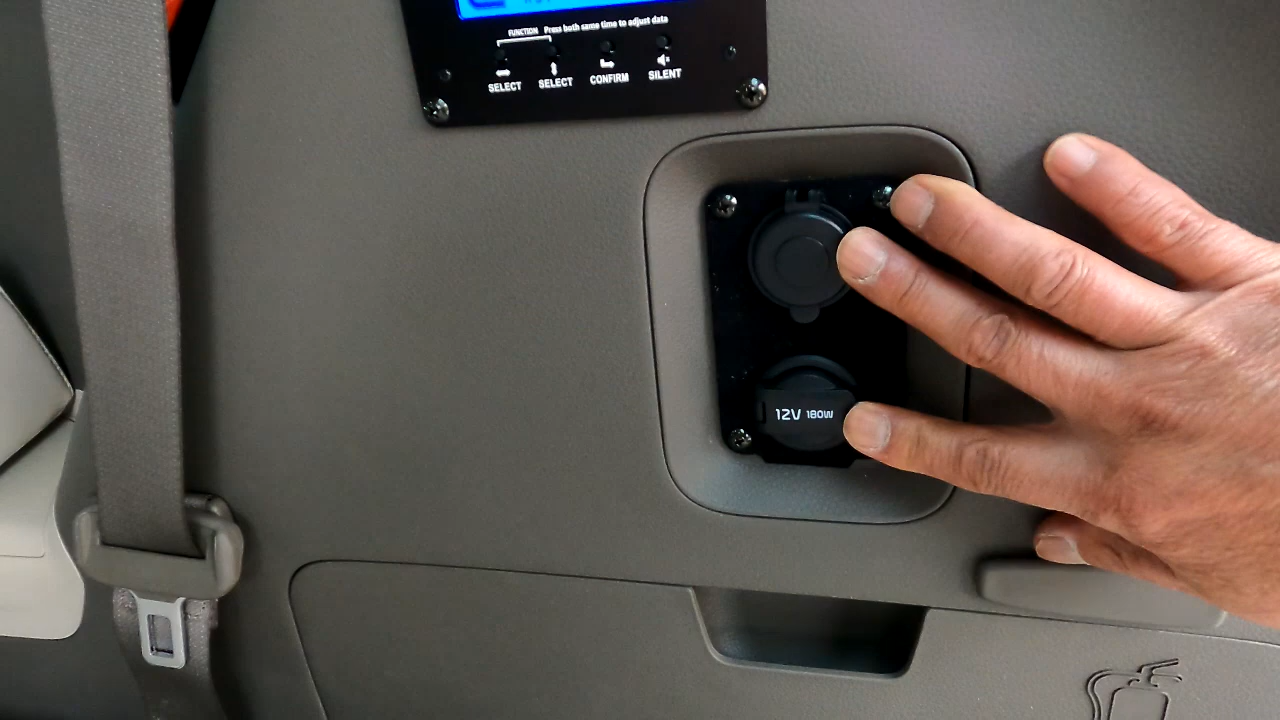 FUNCTION Press both same time to adjust data
SELECT SELECT CONFIRM SILENT
12V 180W